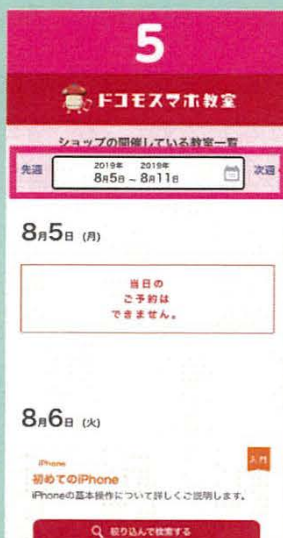 5
ドコモスマホ教室
ショップの開催している教室一覧
先週
2019年 2019年
8月5日 ~ 8月11日
次週
8月5日 (月)
当日の
ご予約は
できません。
8月6日 (火)
iPhone
入門
初めてのiPhone
iPhoneの基本操作について詳しくご説明します。
絞り込んで検索する